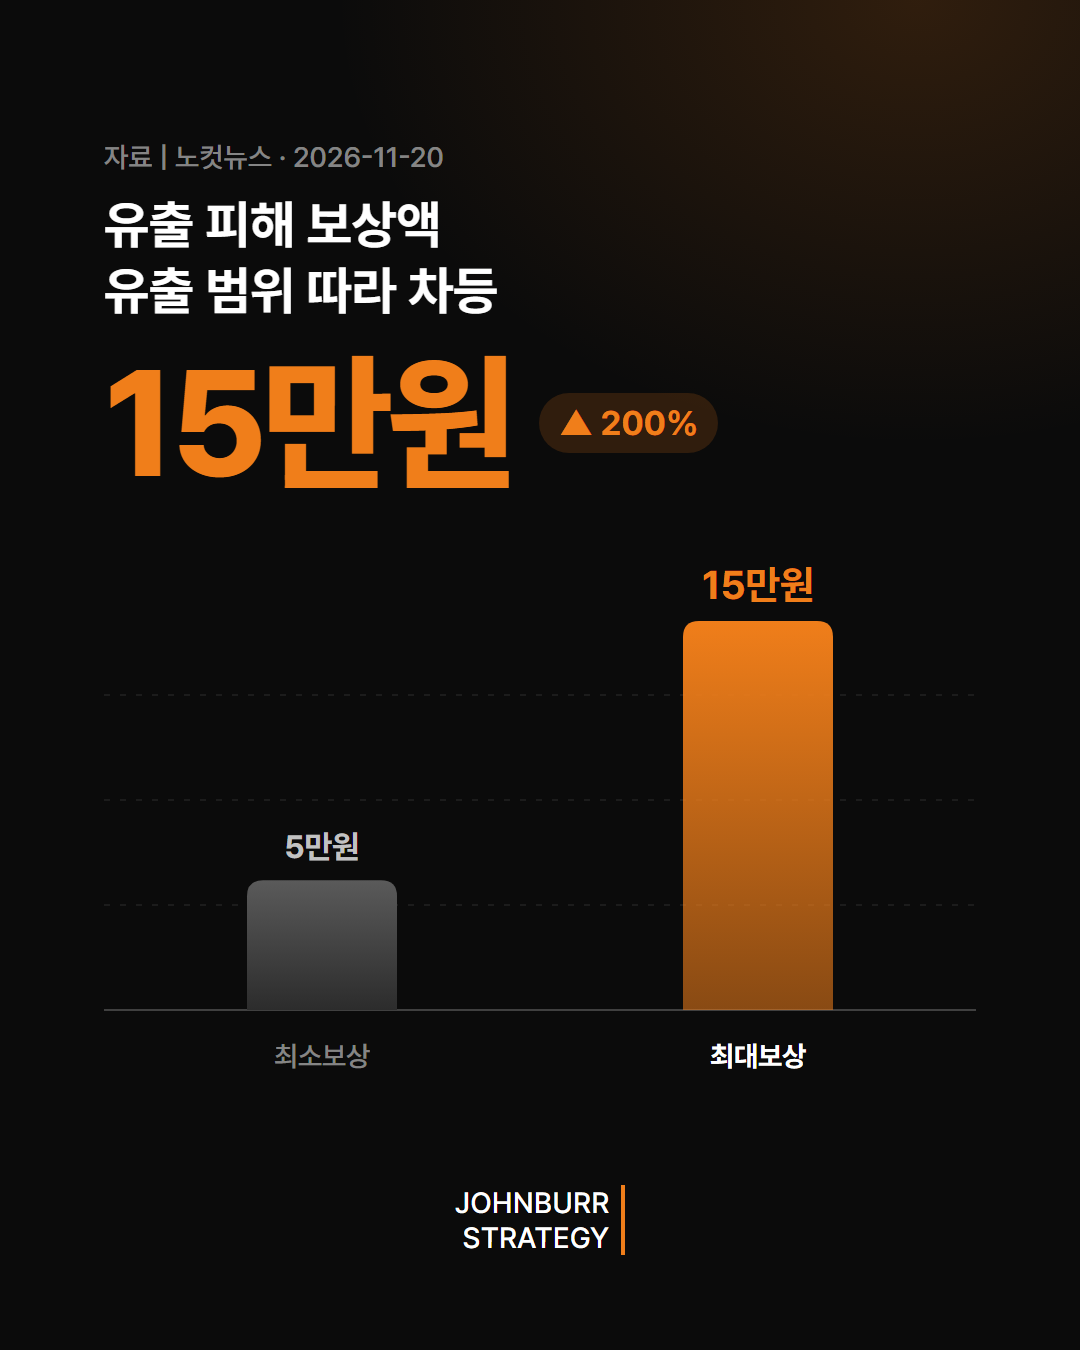 자료 | 노컷뉴스 · 2026-11-20
유출 피해 보상액
유출 범위 따라 차등
15만원 ▲ 200%
15만원
5만원
최소보상 최대보상
JOHNBURR
STRATEGY